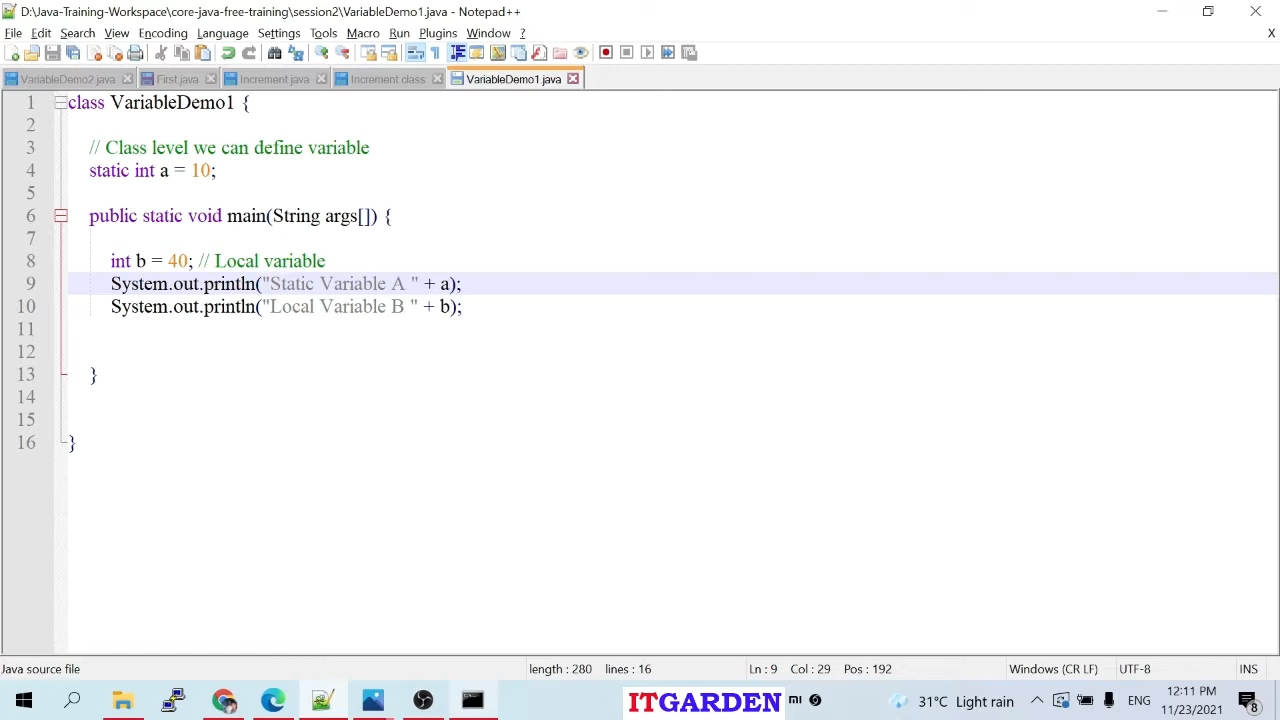 D:\Java-Training-Workspace\core-java-free-training\session2\VariableDemo1.java - Notepad++
File Edit Search View Encoding Language Settings Tools Macro Run Plugins Window ? X
VariableDemo2.java First.java Increment.java Increment.class VariableDemo1.java
1 class VariableDemo1 {
2
3 // Class level we can define variable
4 static int a = 10;
5
6 public static void main(String args[]) {
7
8 int b = 40; // Local variable
9 System.out.println("Static Variable A " + a);
10 System.out.println("Local Variable B " + b);
11
12
13 }
14
15
16 }
Java source file length : 280 lines : 16 Ln : 9 Col : 29 Pos : 192 Windows (CR LF) UTF-8 INS
ITGARDEN 31°C Light rain ENG 12:11 PM
11/23/2021 8